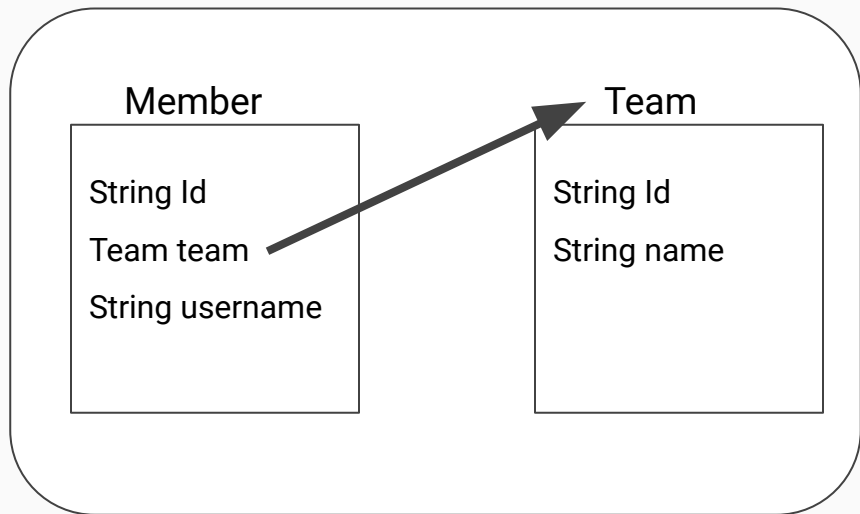 Member
String Id
Team team
String username
Team
String Id
String name